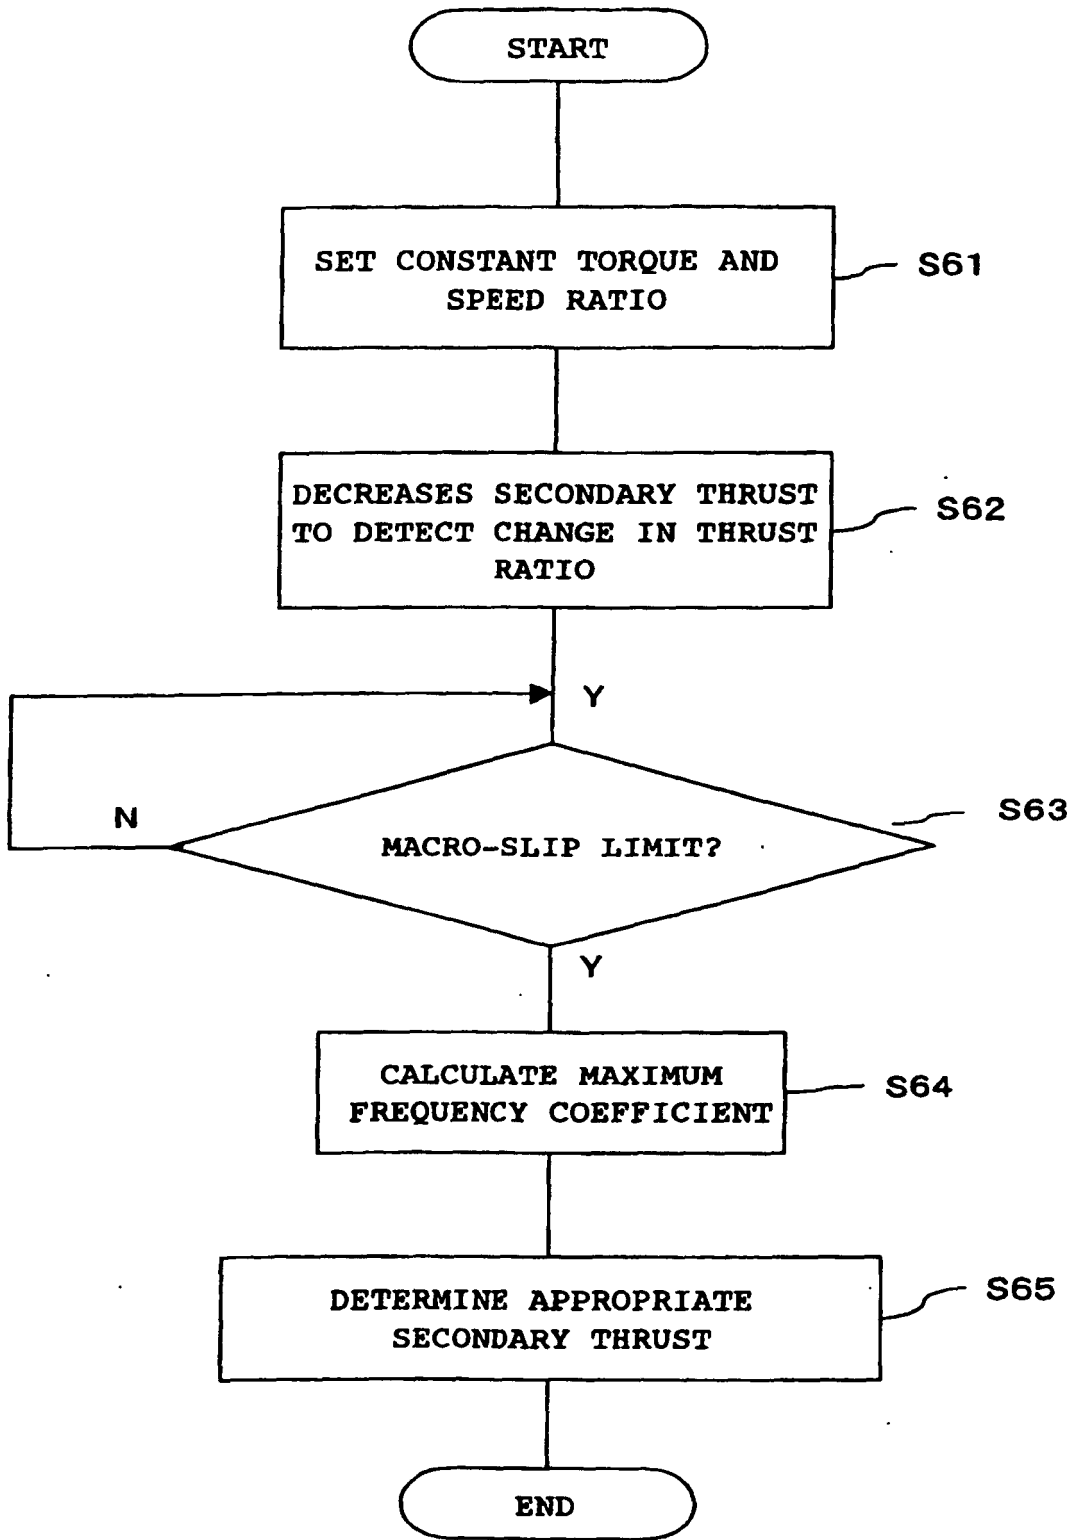 START
SET CONSTANT TORQUE AND
SPEED RATIO
S61
DECREASES SECONDARY THRUST
TO DETECT CHANGE IN THRUST
RATIO
S62
Y
N
MACRO-SLIP LIMIT?
S63
Y
CALCULATE MAXIMUM
FREQUENCY COEFFICIENT
S64
DETERMINE APPROPRIATE
SECONDARY THRUST
S65
END